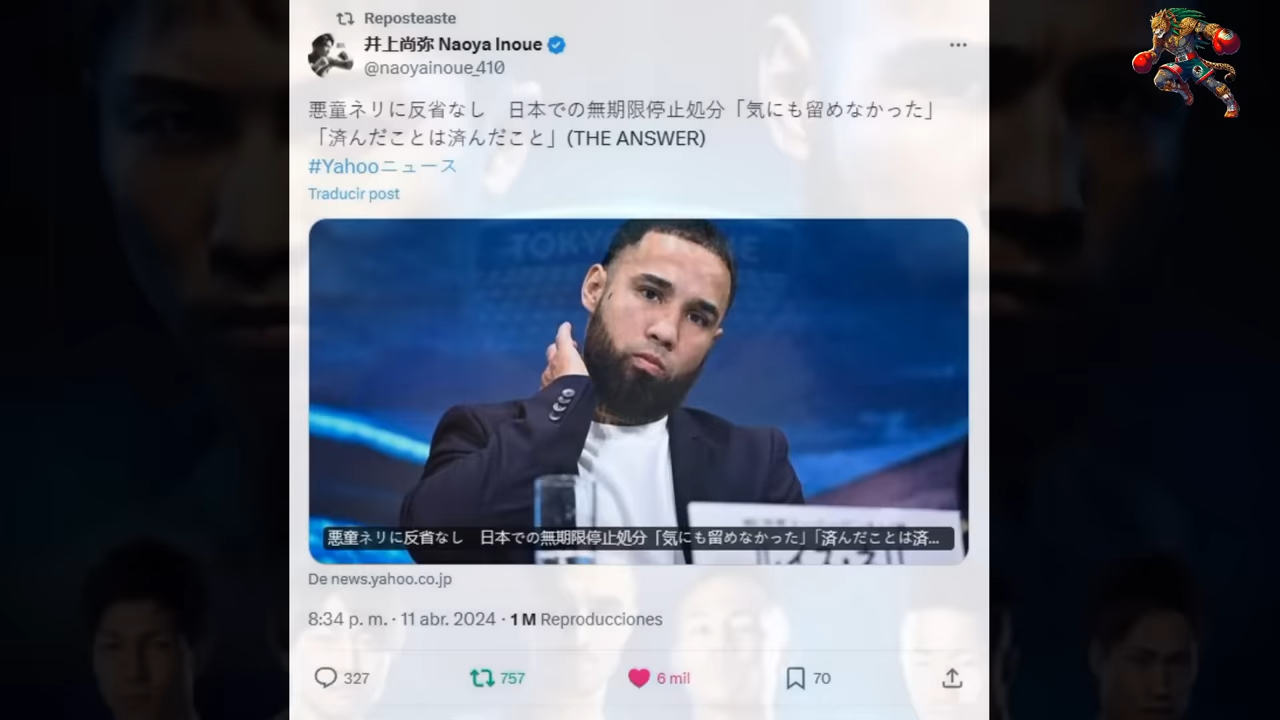 Reposteaste
井上尚弥 Naoya Inoue
@naoyainoue_410
悪童ネリに反省なし　日本での無期限停止処分「気にも留めなかった」
「済んだことは済んだこと」(THE ANSWER)
#Yahooニュース
Traducir post
悪童ネリに反省なし　日本での無期限停止処分「気にも留めなかった」「済んだことは済...
De news.yahoo.co.jp
8:34 p. m. · 11 abr. 2024 · 1 M Reproducciones
327 757 6 mil 70